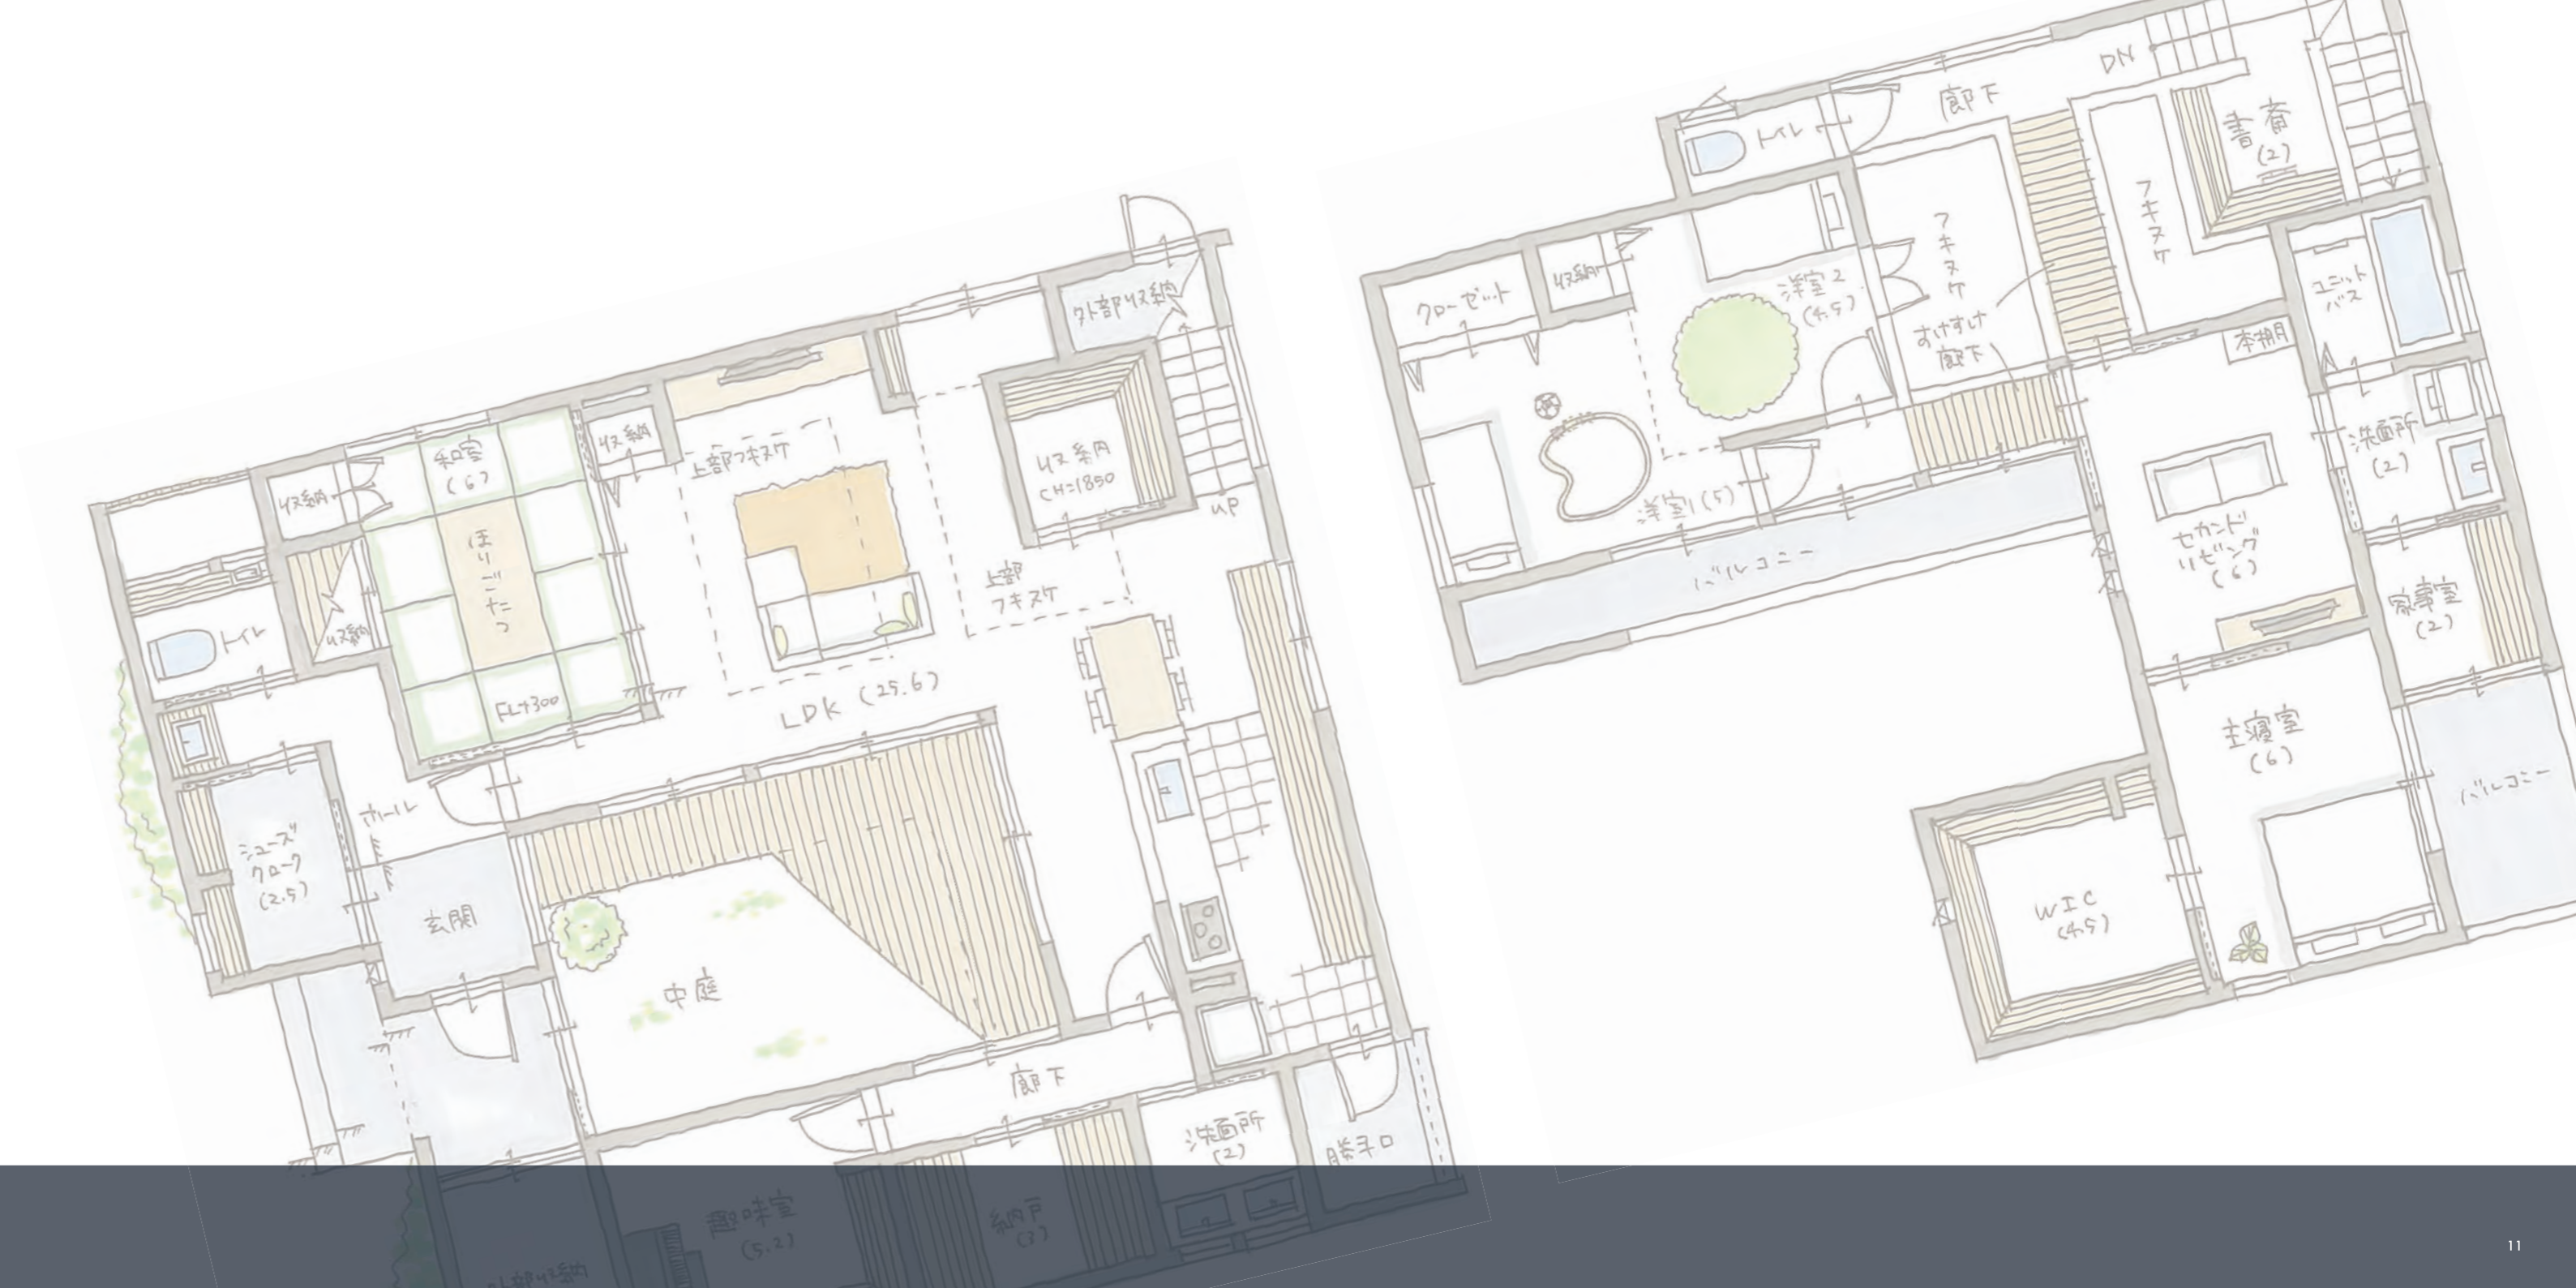 外部収納
収納
和室
(6)
収納
上部フキヌケ
収納
CH=1850
UP
ほりごたつ
収納
トイレ
上部
フキヌケ
FL+300
LDK (25.6)
ホール
シューズ
クローク
(2.5)
玄関
中庭
廊下
洗面所
(2)
勝手口
趣味室
(5.2)
納戸
(3)
外部収納
DN
廊下
トイレ
書斎
(2)
フキヌケ
フキヌケ
クローゼット
収納
洋室2
(4.5)
ユニット
バス
すけすけ
廊下
本棚
洗面所
(2)
洋室1(5)
バルコニー
セカンド
リビング
(6)
家事室
(2)
主寝室
(6)
バルコニー
WIC
(4.5)
11